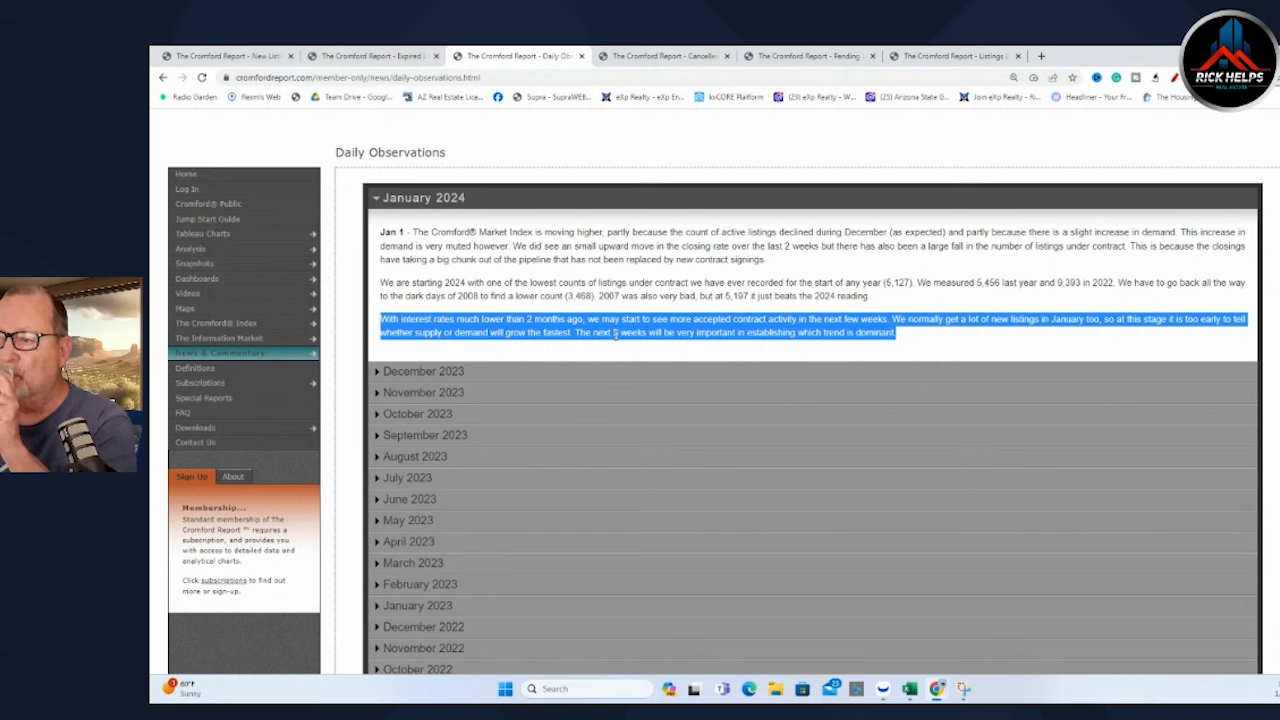 RICK HELPS
REAL ESTATE
The Cromford Report - New Listi
The Cromford Report - Expired L
The Cromford Report - Daily Obs
The Cromford Report - Cancelled
The Cromford Report - Pending
The Cromford Report - Listings U
cromfordreport.com/member-only/news/daily-observations.html
Radio Garden
flexmls Web
Team Drive - Googl...
AZ Real Estate Lice...
Supra - SupraWEB...
eXp Realty - eXp En...
kvCORE Platform
(23) eXp Realty - W...
(25) Arizona State G...
Join eXp Realty - Ri...
Headliner - Your Fr...
The Housing
Daily Observations
Home
Log In
Cromford® Public
Jump Start Guide
Tableau Charts
Analysis
Snapshots
Dashboards
Videos
Maps
The Cromford® Index
The Information Market
News & Commentary
Definitions
Subscriptions
Special Reports
FAQ
Downloads
Contact Us
Sign Up
About
Membership...
Standard membership of The
Cromford Report ™ requires a
subscription, and provides you
with access to detailed data and
analytical charts.
Click subscriptions to find out
more or sign-up.
January 2024
Jan 1 - The Cromford® Market Index is moving higher, partly because the count of active listings declined during December (as expected) and partly because there is a slight increase in demand. This increase in
demand is very muted however. We did see an small upward move in the closing rate over the last 2 weeks but there has also been a large fall in the number of listings under contract. This is because the closings
have taking a big chunk out of the pipeline that has not been replaced by new contract signings.
We are starting 2024 with one of the lowest counts of listings under contract we have ever recorded for the start of any year (5,127). We measured 5,456 last year and 9,393 in 2022. We have to go back all the way
to the dark days of 2008 to find a lower count (3,468). 2007 was also very bad, but at 5,197 it just beats the 2024 reading.
With interest rates much lower than 2 months ago, we may start to see more accepted contract activity in the next few weeks. We normally get a lot of new listings in January too, so at this stage it is too early to tell
whether supply or demand will grow the fastest. The next 5 weeks will be very important in establishing which trend is dominant.
December 2023
November 2023
October 2023
September 2023
August 2023
July 2023
June 2023
May 2023
April 2023
March 2023
February 2023
January 2023
December 2022
November 2022
October 2022
60°F
Sunny
Search
23